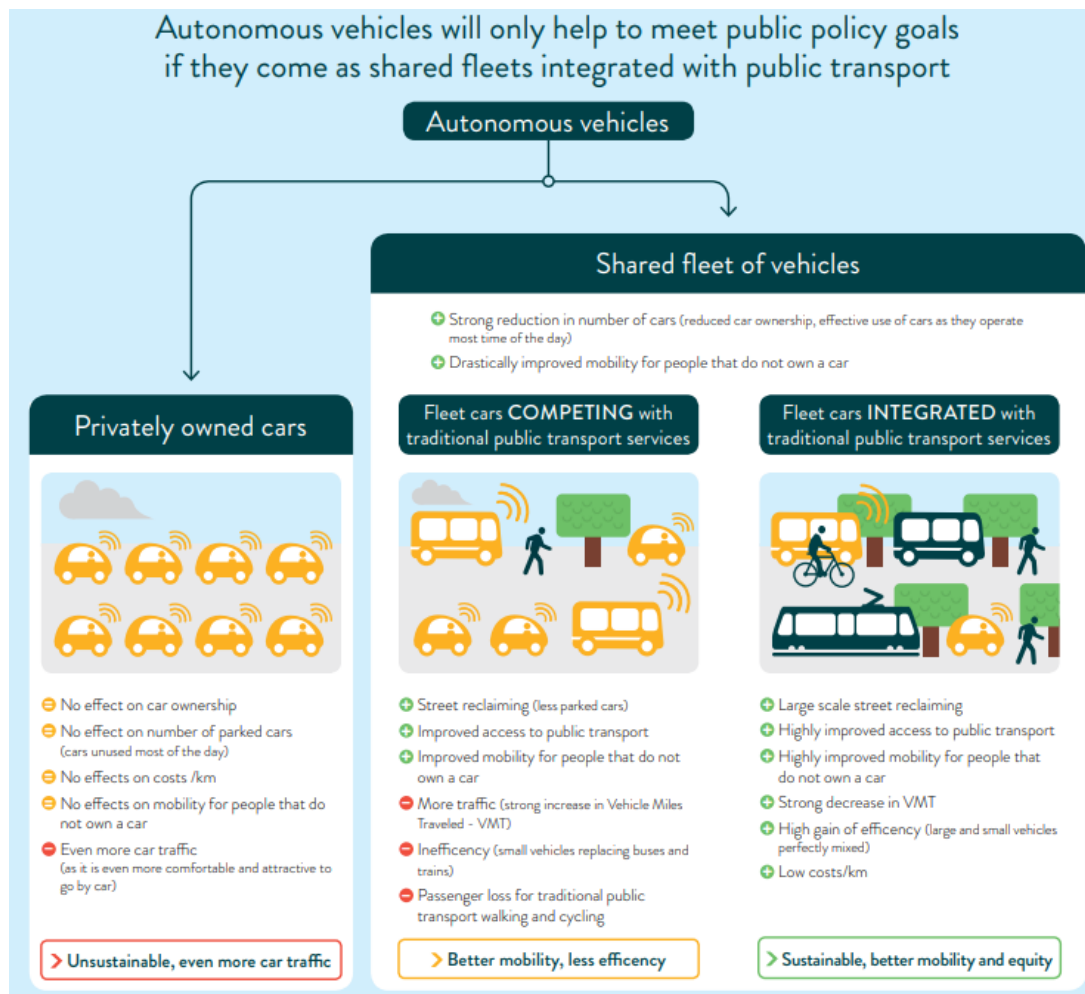 Autonomous vehicles will only help to meet public policy goals
if they come as shared fleets integrated with public transport
Autonomous vehicles
Shared fleet of vehicles
Strong reduction in number of cars (reduced car ownership, effective use of cars as they operate
most time of the day)
Drastically improved mobility for people that do not own a car
Privately owned cars
No effect on car ownership
No effect on number of parked cars
(cars unused most of the day)
No effects on costs /km
No effects on mobility for people that do
not own a car
Even more car traffic
(as it is even more comfortable and attractive to
go by car)
> Unsustainable, even more car traffic
Fleet cars COMPETING with
traditional public transport services
Street reclaiming (less parked cars)
Improved access to public transport
Improved mobility for people that do not
own a car
More traffic (strong increase in Vehicle Miles
Traveled - VMT)
Inefficency (small vehicles replacing buses and
trains)
Passenger loss for traditional public
transport walking and cycling
> Better mobility, less efficency
Fleet cars INTEGRATED with
traditional public transport services
Large scale street reclaiming
Highly improved access to public transport
Highly improved mobility for people that
do not own a car
Strong decrease in VMT
High gain of efficency (large and small vehicles
perfectly mixed)
Low costs/km
> Sustainable, better mobility and equity